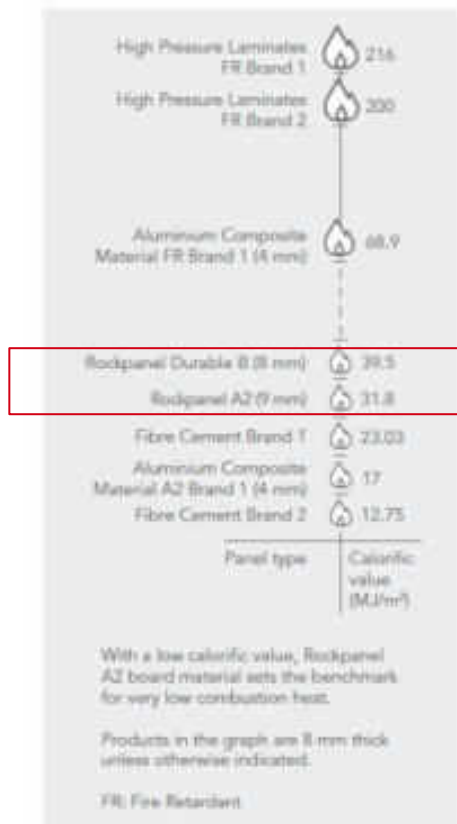 High Pressure Laminates
FR Brand 1
216
High Pressure Laminates
FR Brand 2
200
Aluminium Composite
Material FR Brand 1 (4 mm)
68.9
Rockpanel Durable B (8 mm)
39.5
Rockpanel A2 (9 mm)
31.8
Fibre Cement Brand 1
23.03
Aluminium Composite
Material A2 Brand 1 (4 mm)
17
Fibre Cement Brand 2
12.75
Panel type
Calorific
value
(MJ/m²)
With a low calorific value, Rockpanel
A2 board material sets the benchmark
for very low combustion heat.
Products in the graph are 8 mm thick
unless otherwise indicated.
FR: Fire Retardant